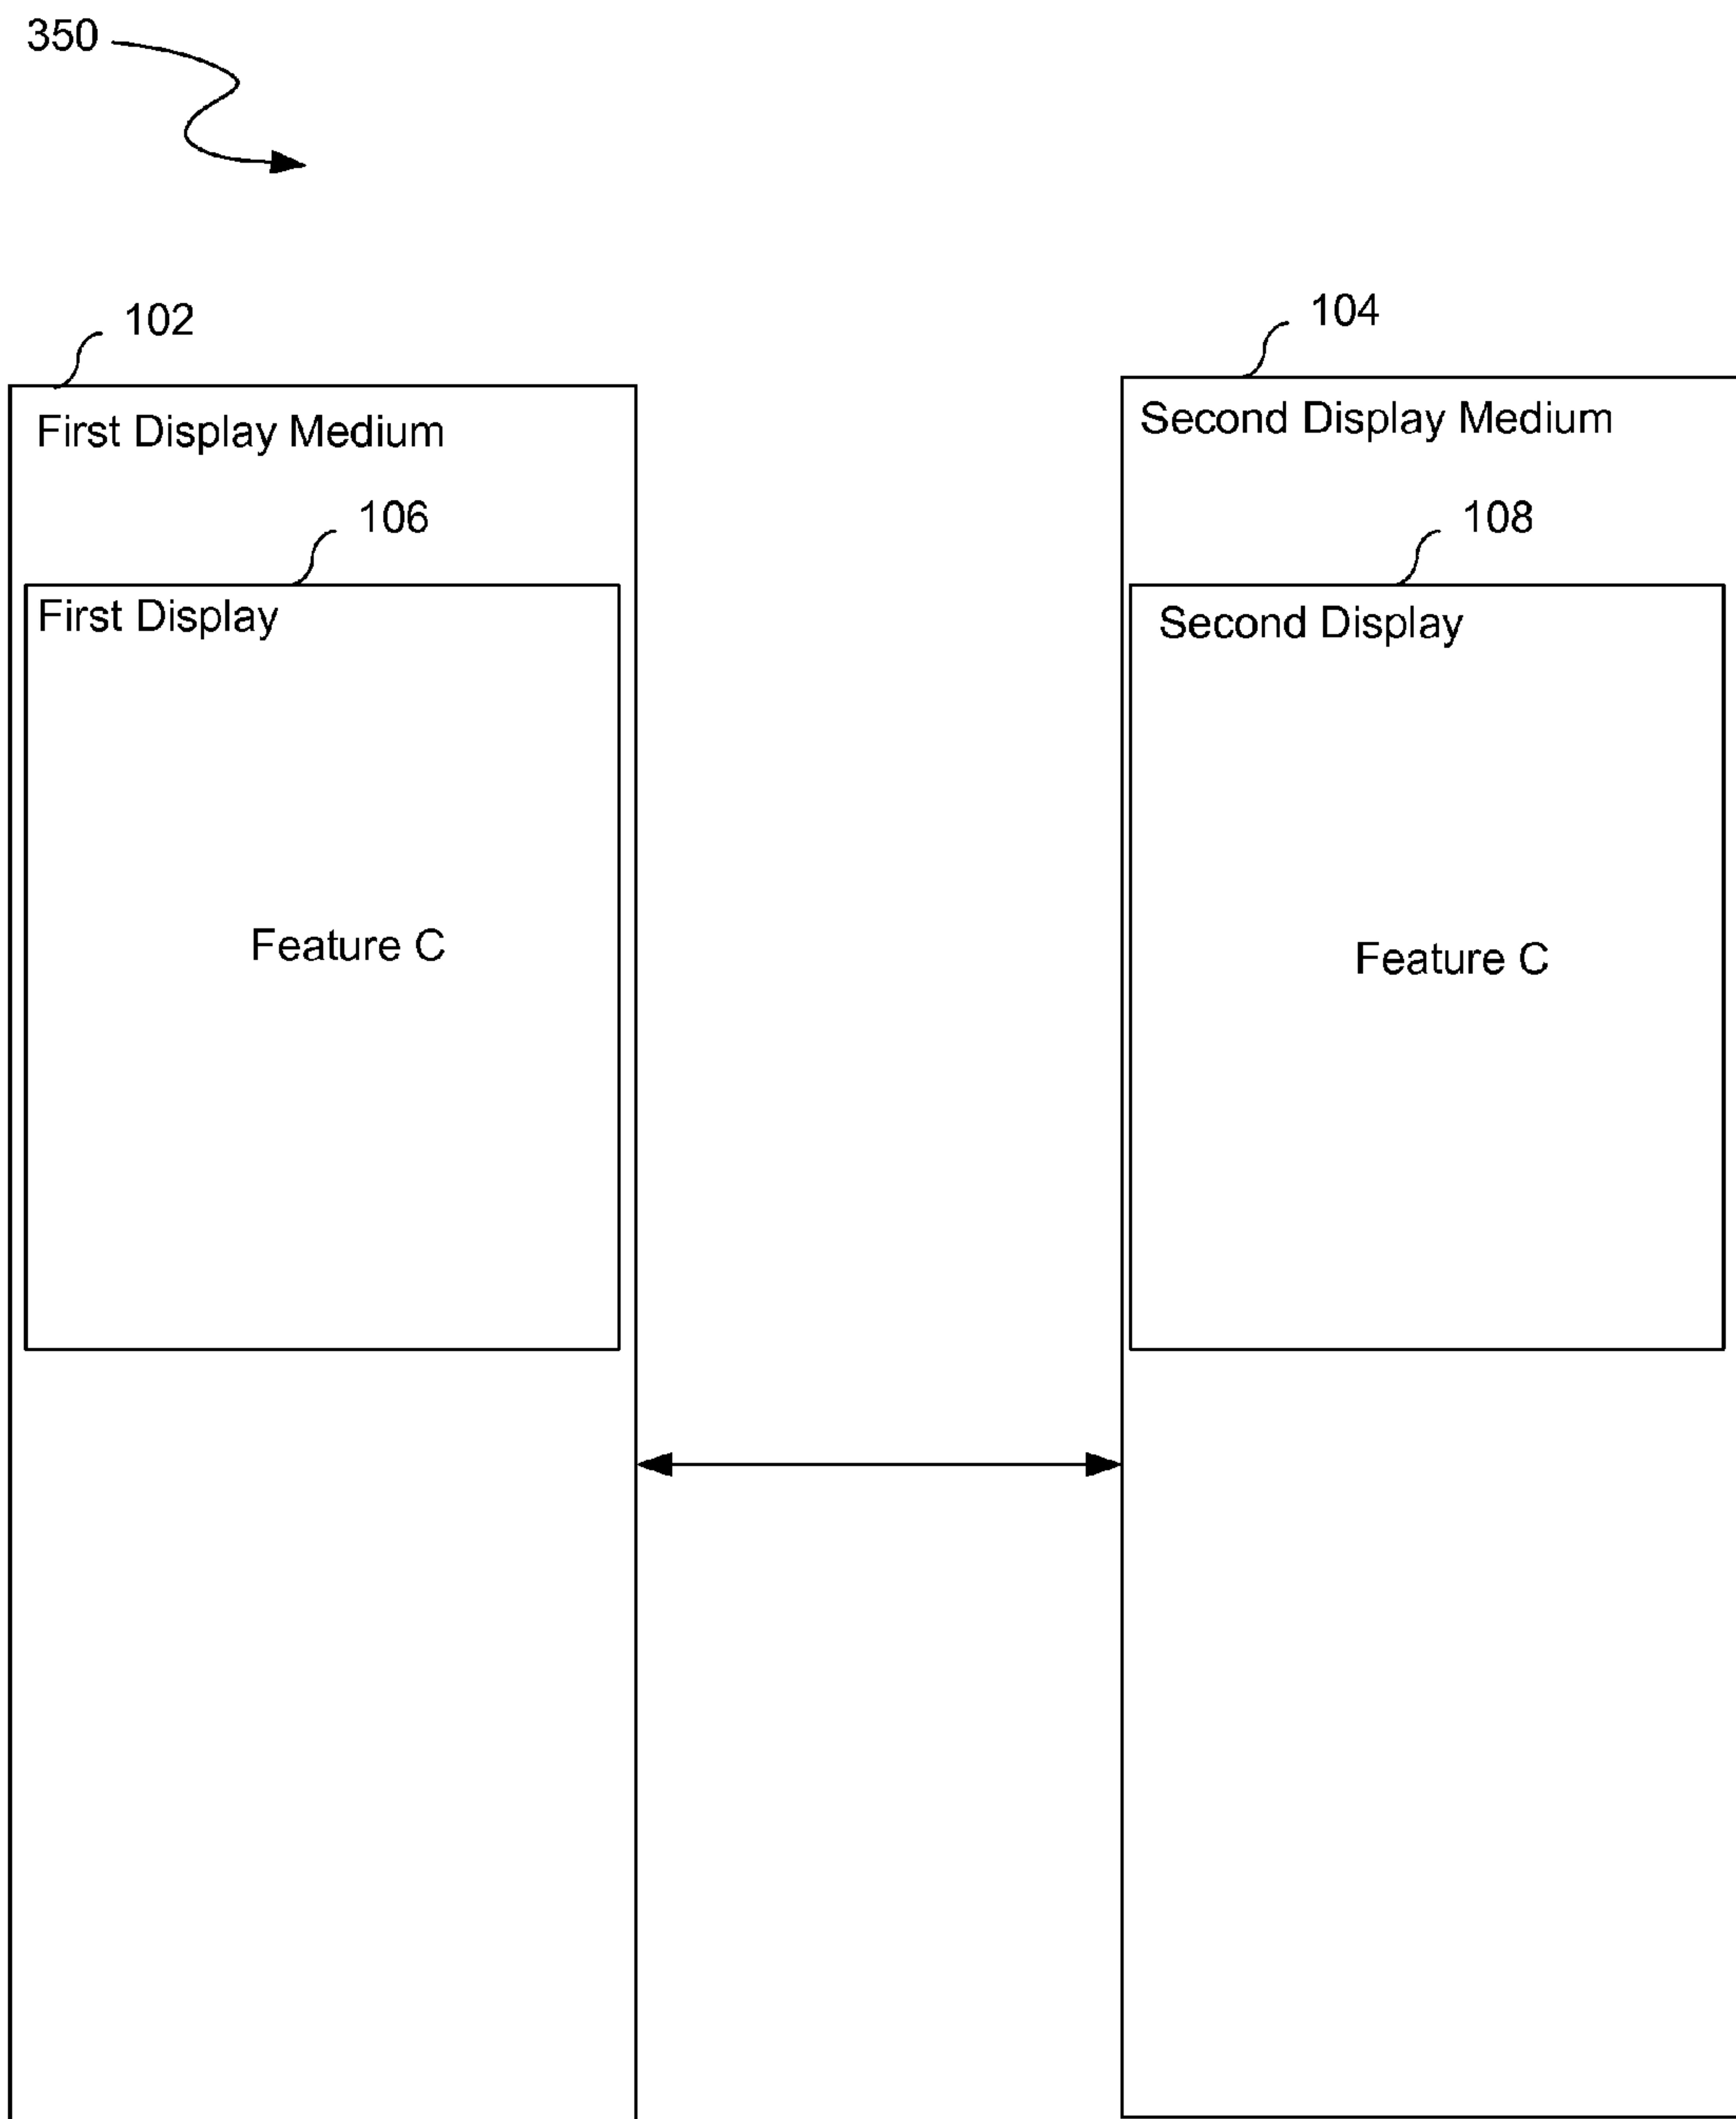 350
102
104
First Display Medium
Second Display Medium
106
108
First Display
Second Display
Feature C
Feature C